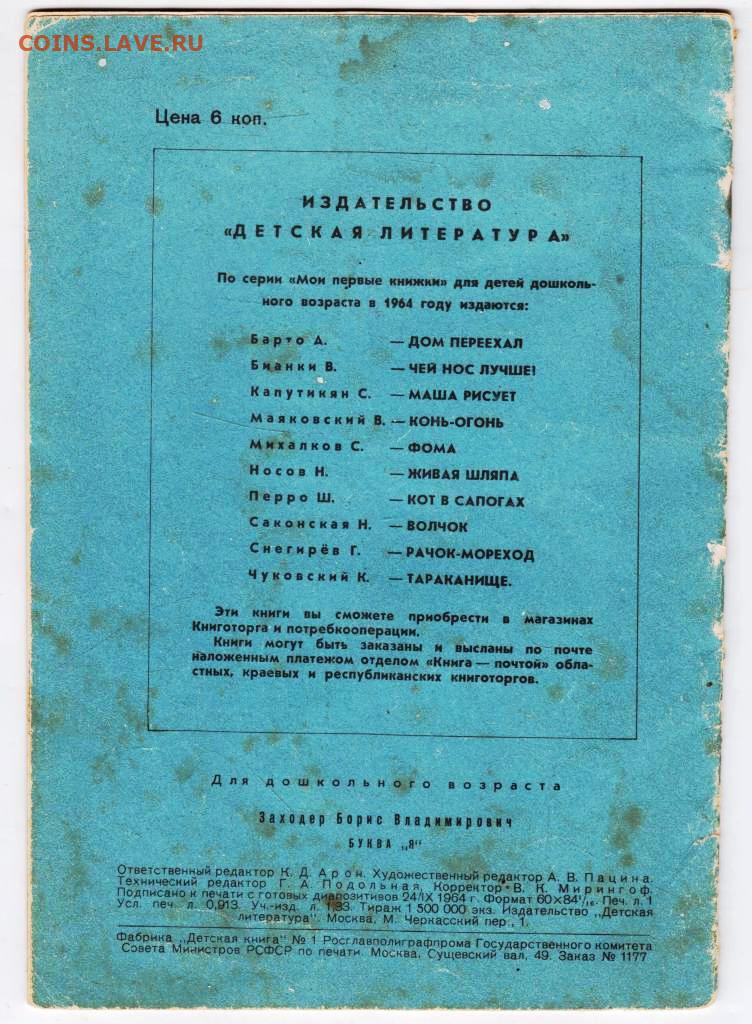 COINS.LAVE.RU
Цена 6 коп.
ИЗДАТЕЛЬСТВО
«ДЕТСКАЯ ЛИТЕРАТУРА»
По серии «Мои первые книжки» для детей дошколь-
ного возраста в 1964 году издаются:
Барто А. — ДОМ ПЕРЕЕХАЛ
Бианки В. — ЧЕЙ НОС ЛУЧШЕ!
Капутикян С. — МАША РИСУЕТ
Маяковский В. — КОНЬ-ОГОНЬ
Михалков С. — ФОМА
Носов Н. — ЖИВАЯ ШЛЯПА
Перро Ш. — КОТ В САПОГАХ
Саконская Н. — ВОЛЧОК
Снегирёв Г. — РАЧОК-МОРЕХОД
Чуковский К. — ТАРАКАНИЩЕ.
Эти книги вы сможете приобрести в магазинах
Книготорга и потребкооперации.
Книги могут быть заказаны и высланы по почте
наложенным платежом отделом «Книга — почтой» обла-
стных, краевых и республиканских книготоргов.
Для дошкольного возраста
Заходер Борис Владимирович
БУКВА „Я"
Ответственный редактор К. Д. Арон. Художественный редактор А. В. Пацина.
Технический редактор Г. А. Подольная, Корректор В. К. Мирингоф.
Подписано к печати с готовых диапозитивов 24/IX 1964 г. Формат 60×84¹/₁₆. Печ. л. 1
Усл. печ. л. 0,913. Уч.-изд. л. 1,33. Тираж 1 500 000 экз. Издательство „Детская
литература". Москва, М. Черкасский пер., 1.
Фабрика „Детская книга" № 1 Росглавполиграфпрома Государственного комитета
Совета Министров РСФСР по печати. Москва, Сущевский вал, 49. Заказ № 1177